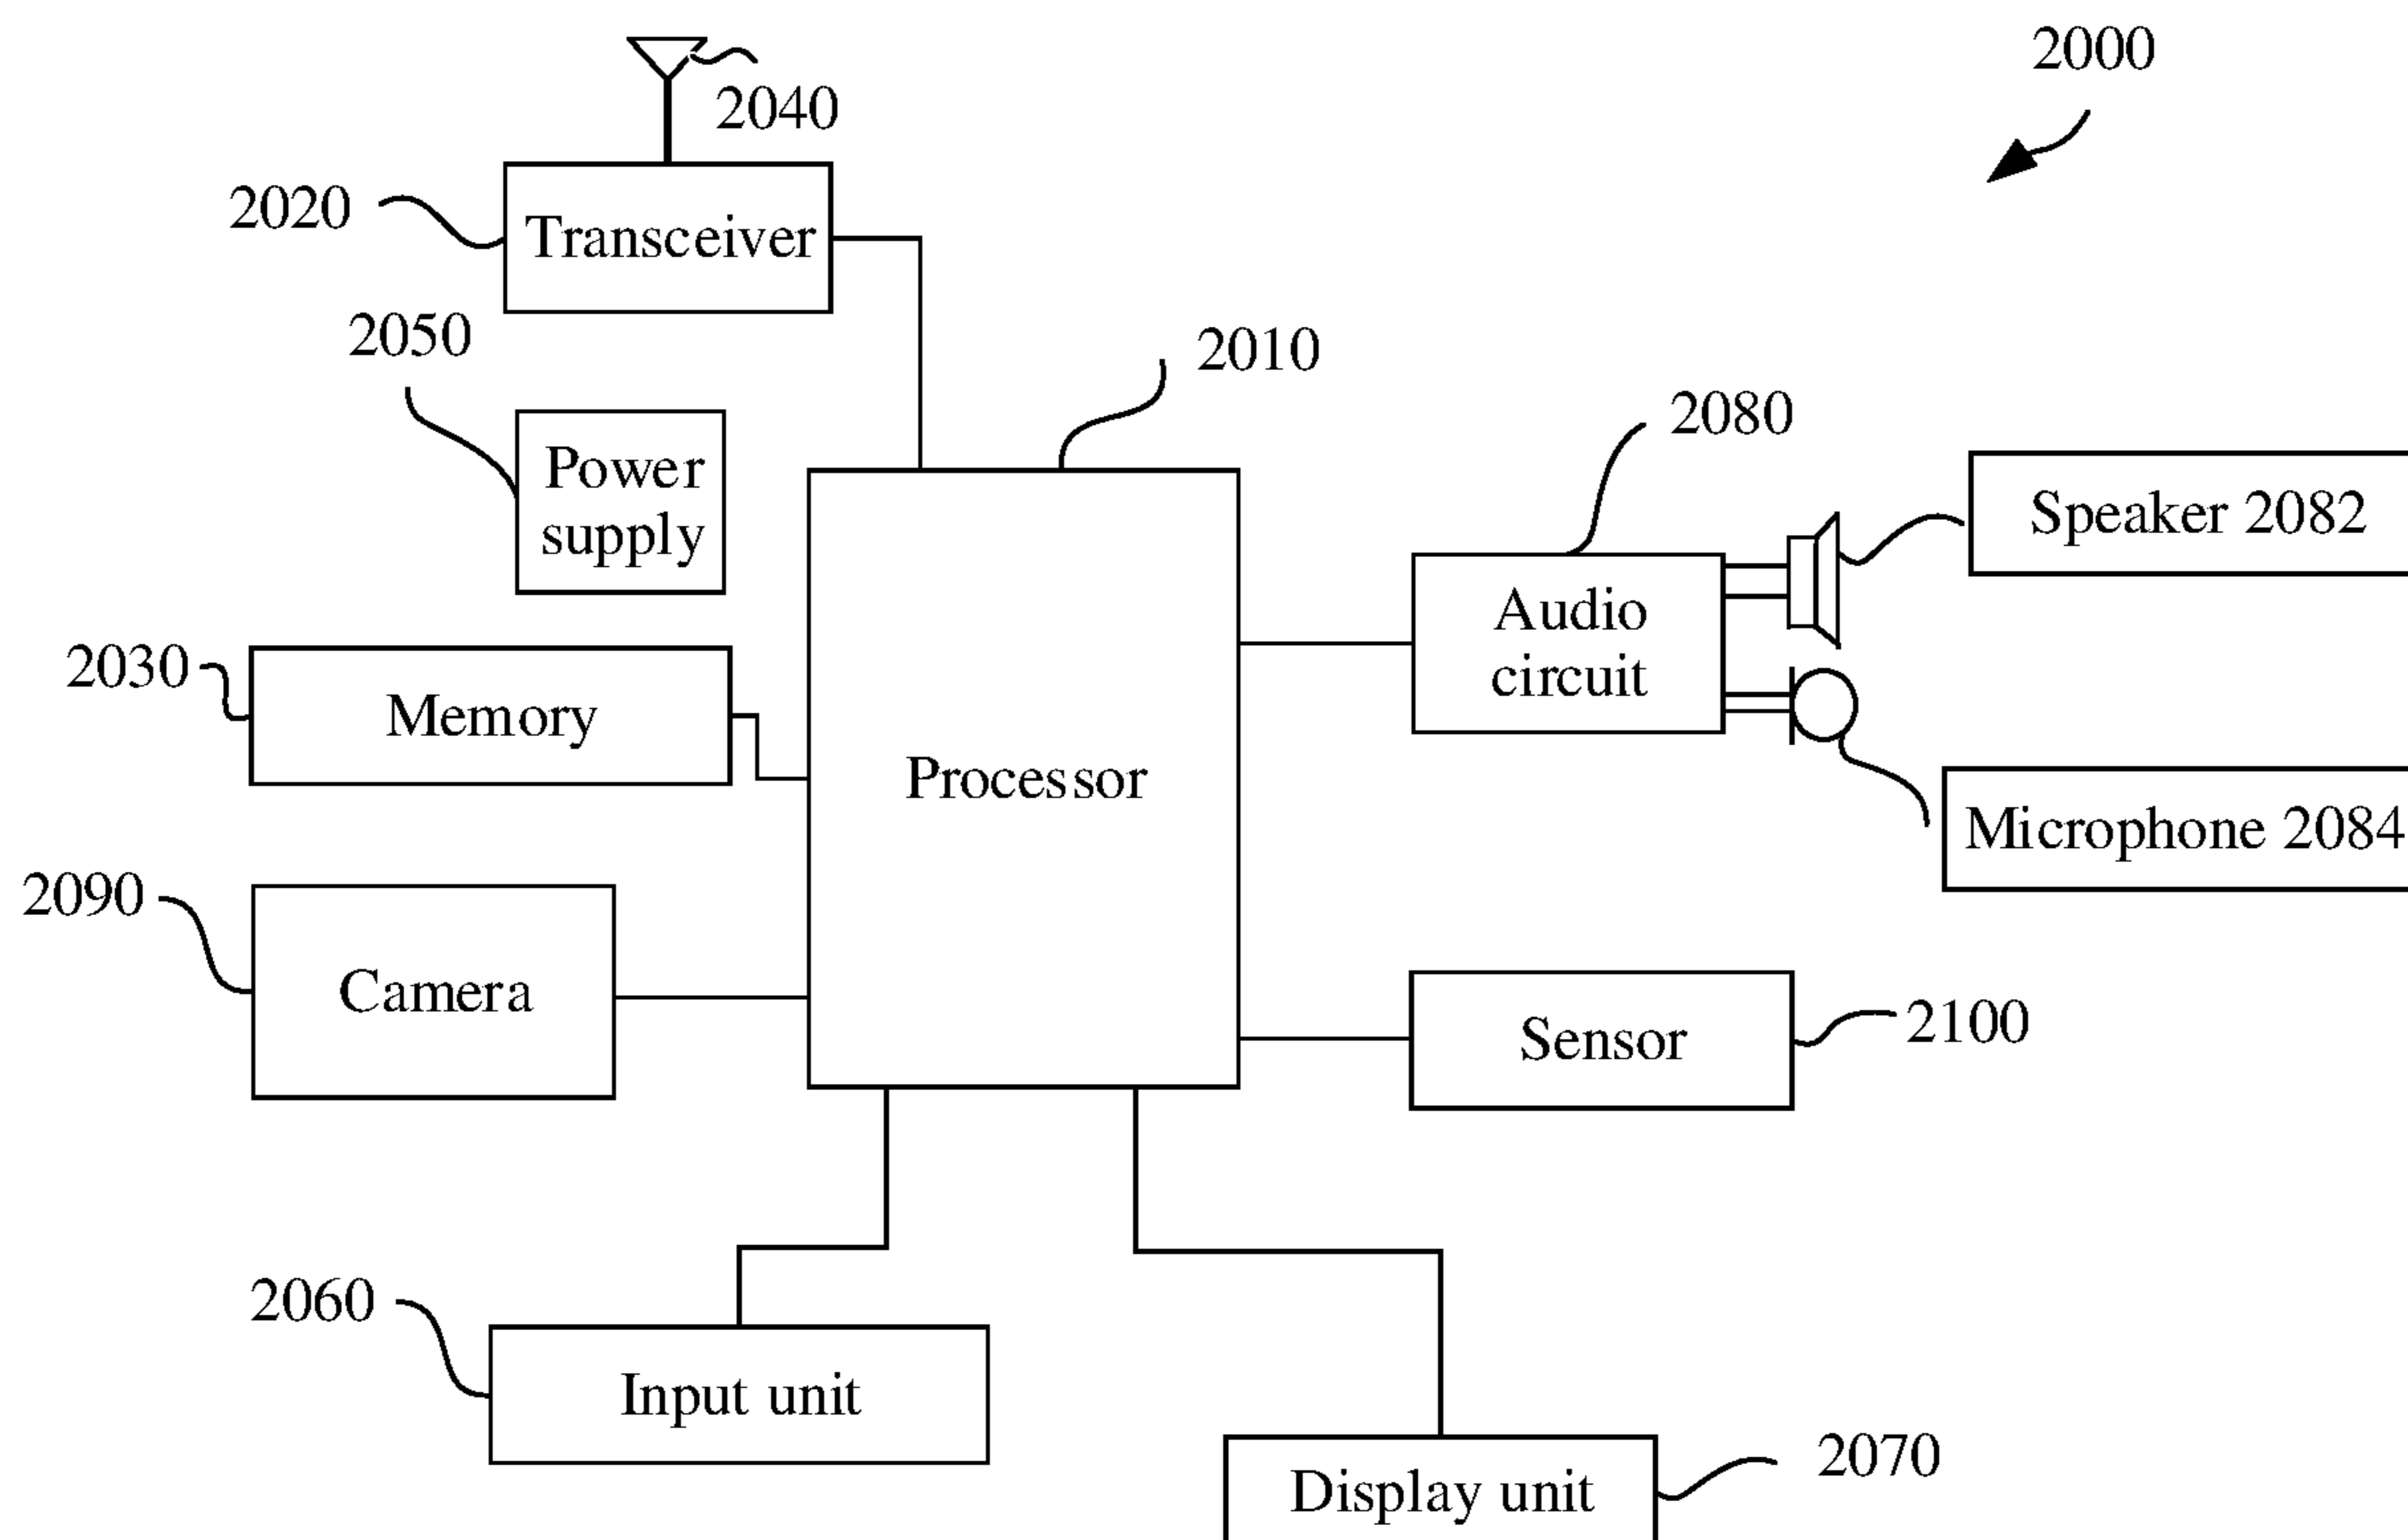 2000
2040
2020
Transceiver
2050
2010
2080
Power
supply
Speaker 2082
Audio
circuit
2030
Memory
Processor
Microphone 2084
2090
Camera
Sensor
2100
2060
Input unit
2070
Display unit